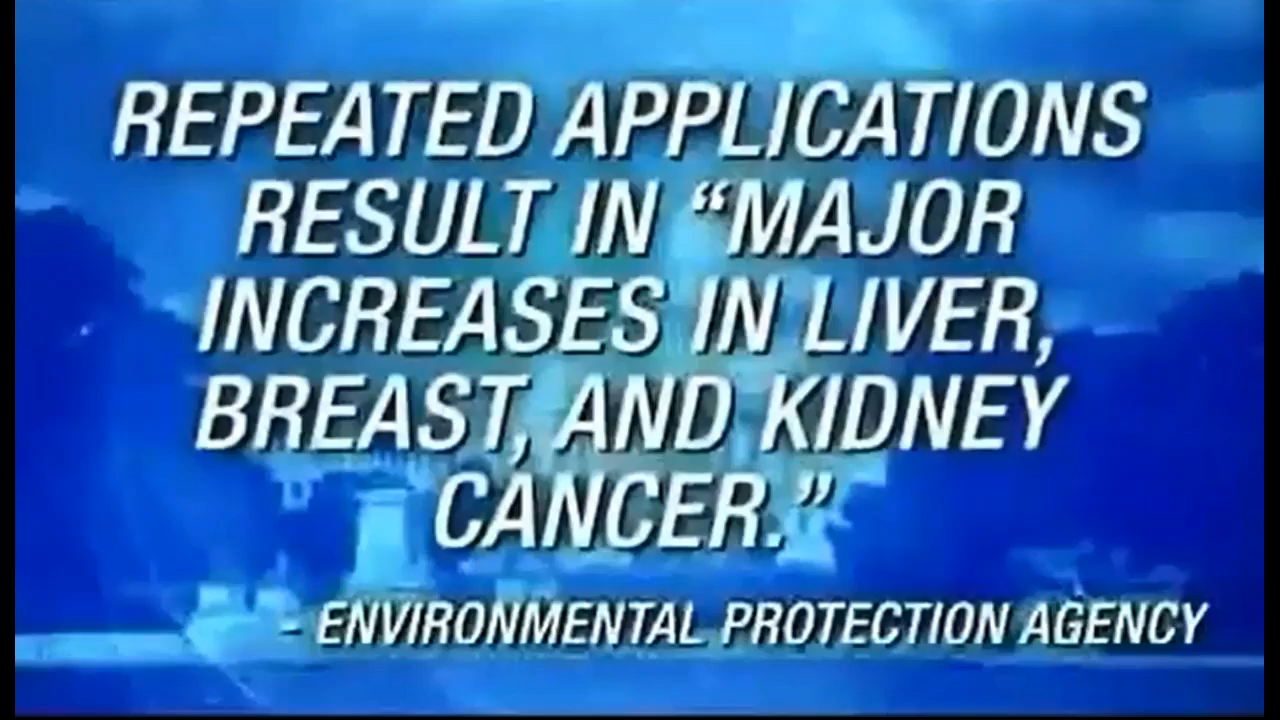 REPEATED APPLICATIONS
RESULT IN “MAJOR
INCREASES IN LIVER,
BREAST, AND KIDNEY
CANCER.”
- ENVIRONMENTAL PROTECTION AGENCY